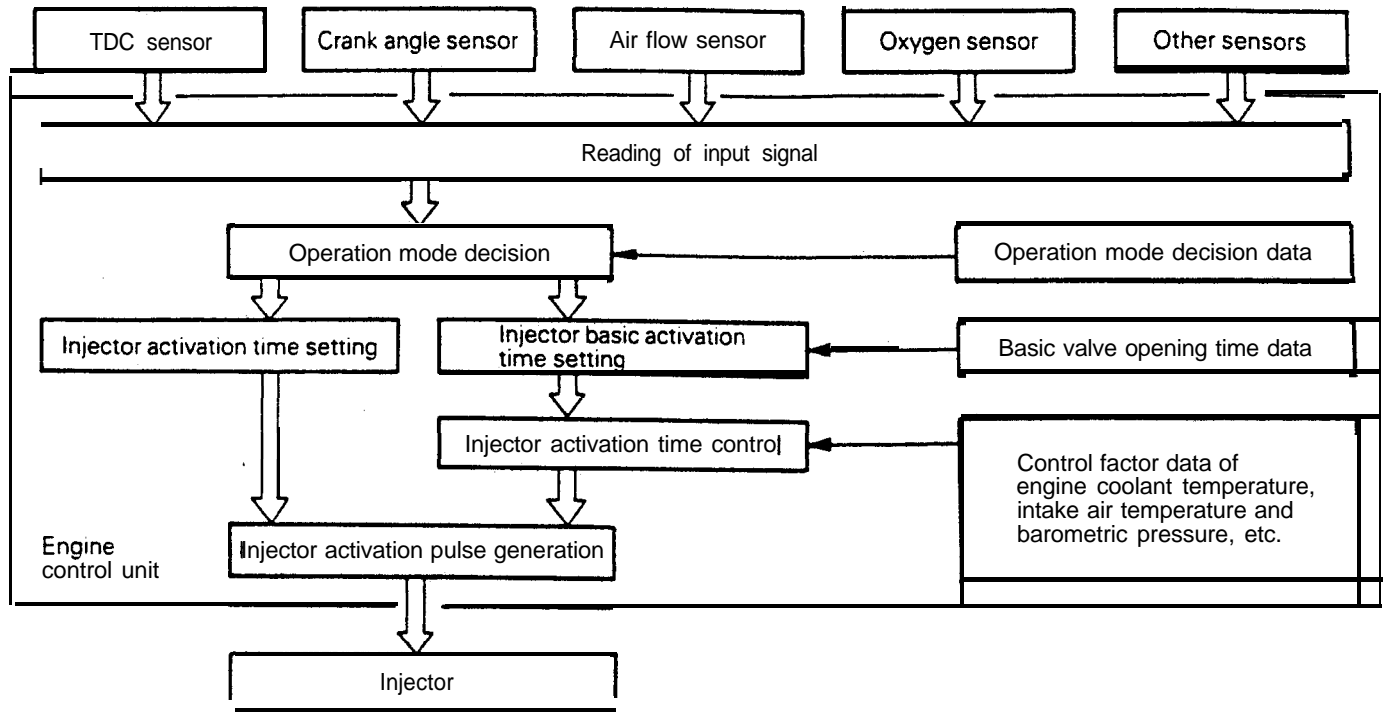 TDC sensor
Crank angle sensor
Air flow sensor
Oxygen sensor
Other sensors
Reading of input signal
Operation mode decision
Operation mode decision data
Injector activation time setting
Injector basic activation
time setting
Basic valve opening time data
Injector activation time control
Control factor data of
engine coolant temperature,
intake air temperature and
barometric pressure, etc.
Engine
control unit
Injector activation pulse generation
Injector